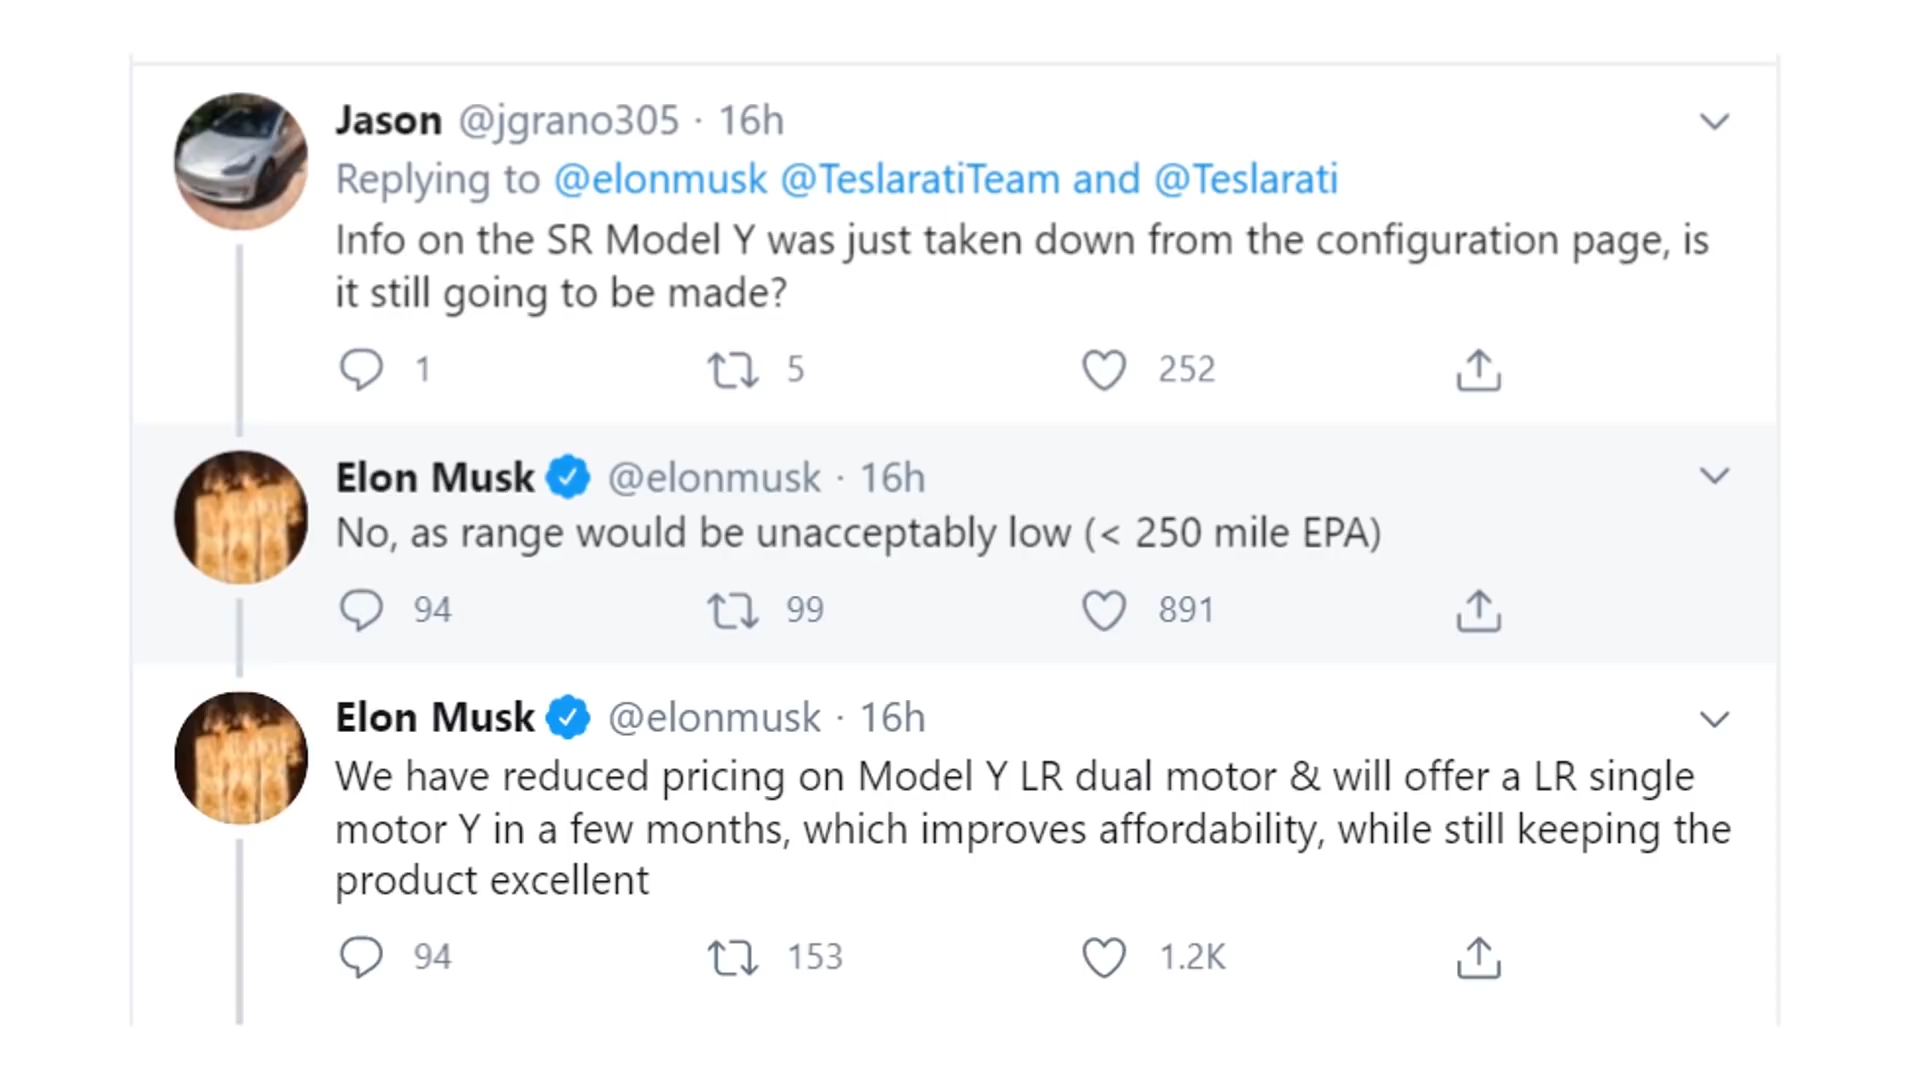 Jason @jgrano305 · 16h
Replying to @elonmusk @TeslaratiTeam and @Teslarati
Info on the SR Model Y was just taken down from the configuration page, is
it still going to be made?
1 5 252
Elon Musk @elonmusk · 16h
No, as range would be unacceptably low (< 250 mile EPA)
94 99 891
Elon Musk @elonmusk · 16h
We have reduced pricing on Model Y LR dual motor & will offer a LR single
motor Y in a few months, which improves affordability, while still keeping the
product excellent
94 153 1.2K